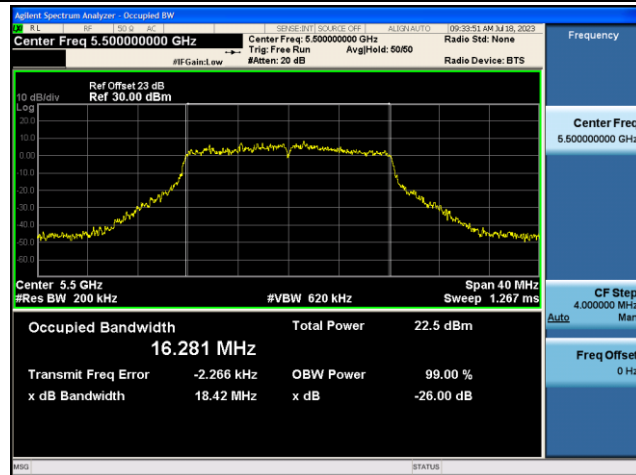 Agilent Spectrum Analyzer - Occupied BW
RL RF 50 Ω AC SENSE:INT SOURCE OFF ALIGN AUTO 09:33:51 AM Jul 18, 2023
Center Freq 5.500000000 GHz
Center Freq: 5.500000000 GHz
Radio Std: None
Trig: Free Run Avg|Hold: 50/50
#IFGain:Low #Atten: 20 dB Radio Device: BTS
Frequency
Ref Offset 23 dB
10 dB/div Ref 30.00 dBm
Log
20.0
10.0
0.00
-10.0
-20.0
-30.0
-40.0
-50.0
-60.0
Center Freq
5.500000000 GHz
Center 5.5 GHz Span 40 MHz
#Res BW 200 kHz #VBW 620 kHz Sweep 1.267 ms
CF Step
4.000000 MHz
Auto Man
Occupied Bandwidth Total Power 22.5 dBm
16.281 MHz
Transmit Freq Error -2.266 kHz OBW Power 99.00 %
x dB Bandwidth 18.42 MHz x dB -26.00 dB
Freq Offset
0 Hz
MSG STATUS